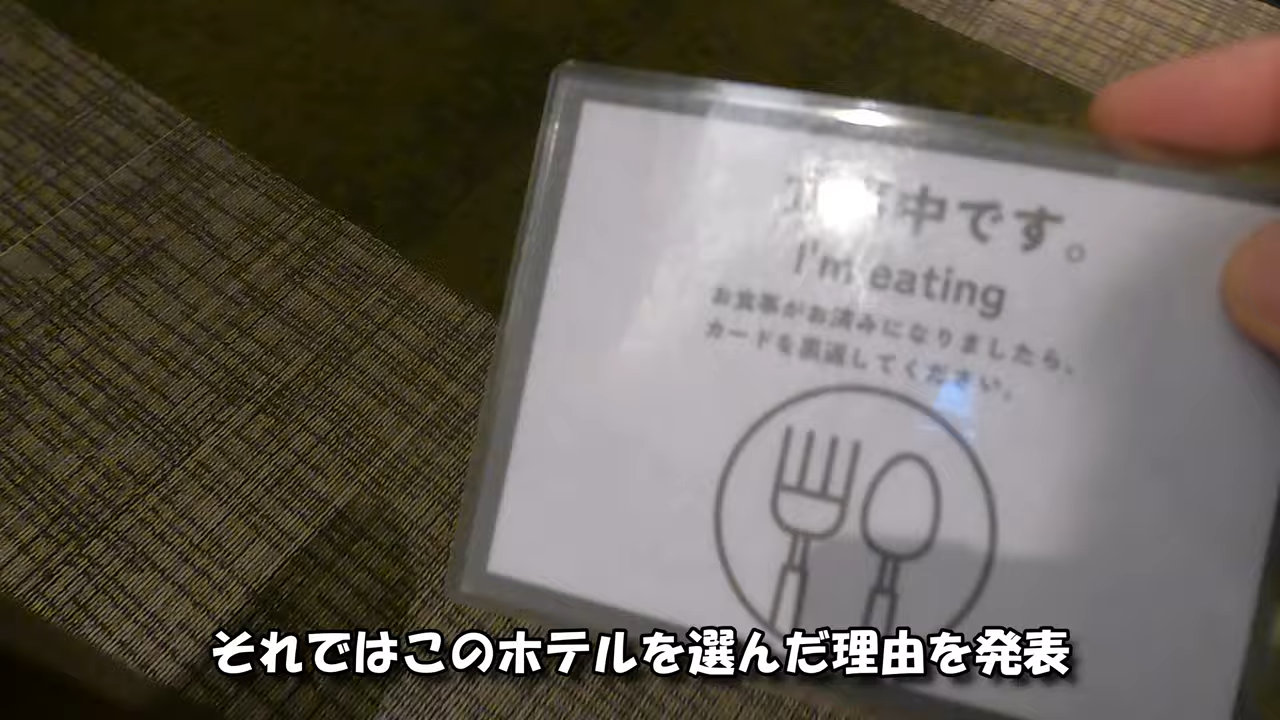 中です。
I'm eating
お食事がお済みになりましたら、
カードを裏返してください。
それではこのホテルを選んだ理由を発表